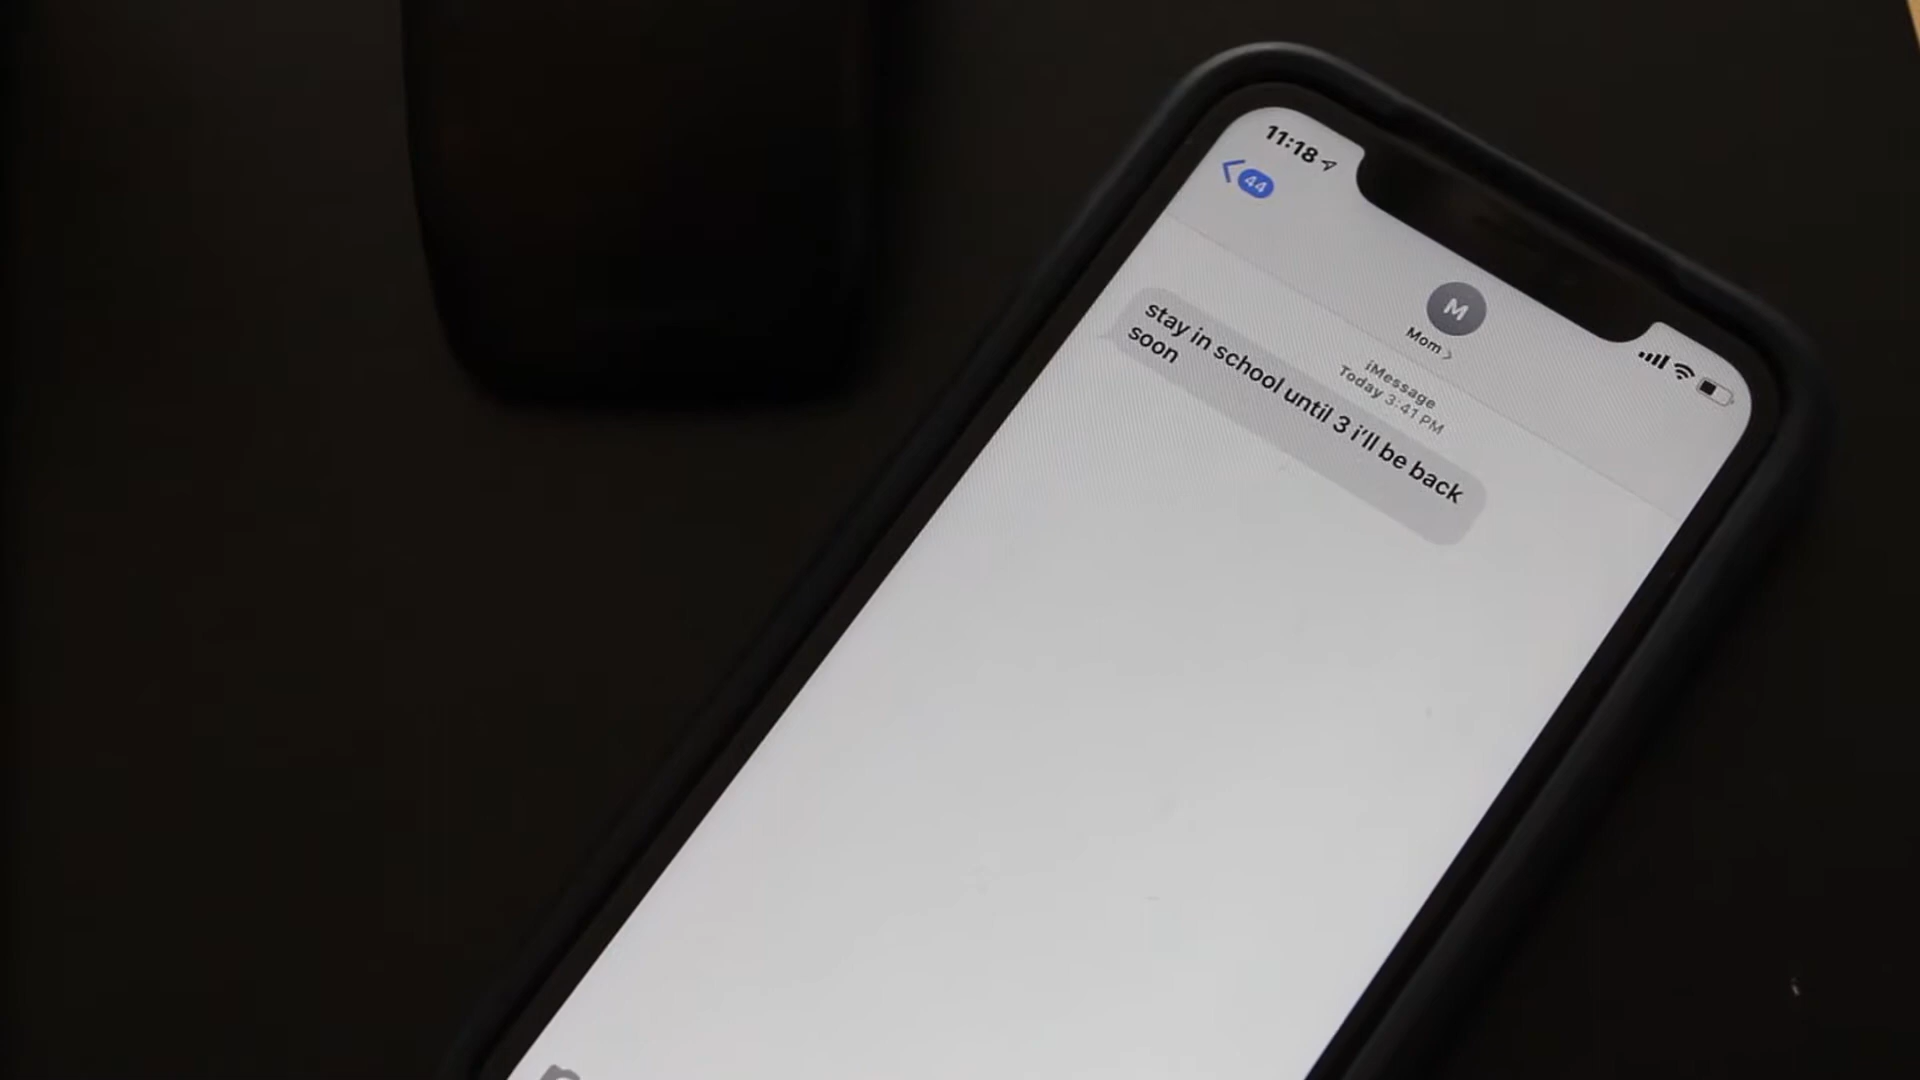 11:18
44
M
Mom
iMessage
Today 3:41 PM
stay in school until 3 i'll be back
soon